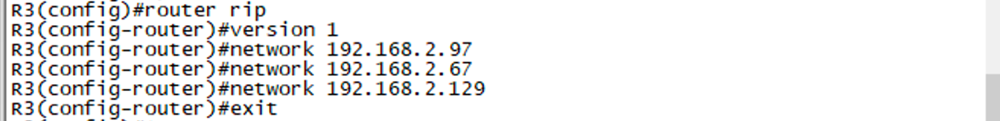 R3(config)#router rip
R3(config-router)#version 1
R3(config-router)#network 192.168.2.97
R3(config-router)#network 192.168.2.67
R3(config-router)#network 192.168.2.129
R3(config-router)#exit